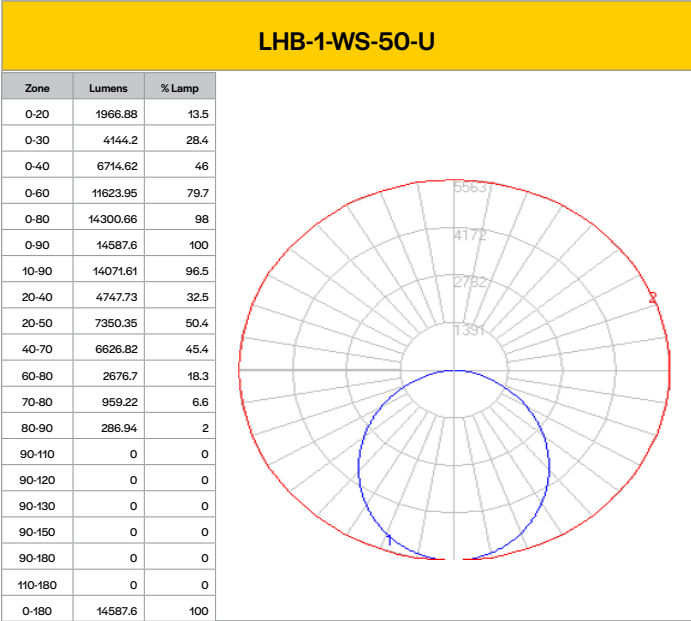 LHB-1-WS-50-U
Zone Lumens % Lamp
0-20 1966.88 13.5
0-30 4144.2 28.4
0-40 6714.62 46
0-60 11623.95 79.7
0-80 14300.66 98
0-90 14587.6 100
10-90 14071.61 96.5
20-40 4747.73 32.5
20-50 7350.35 50.4
40-70 6626.82 45.4
60-80 2676.7 18.3
70-80 959.22 6.6
80-90 286.94 2
90-110 0 0
90-120 0 0
90-130 0 0
90-150 0 0
90-180 0 0
110-180 0 0
0-180 14587.6 100
5563
4172
2782
2
1391
1